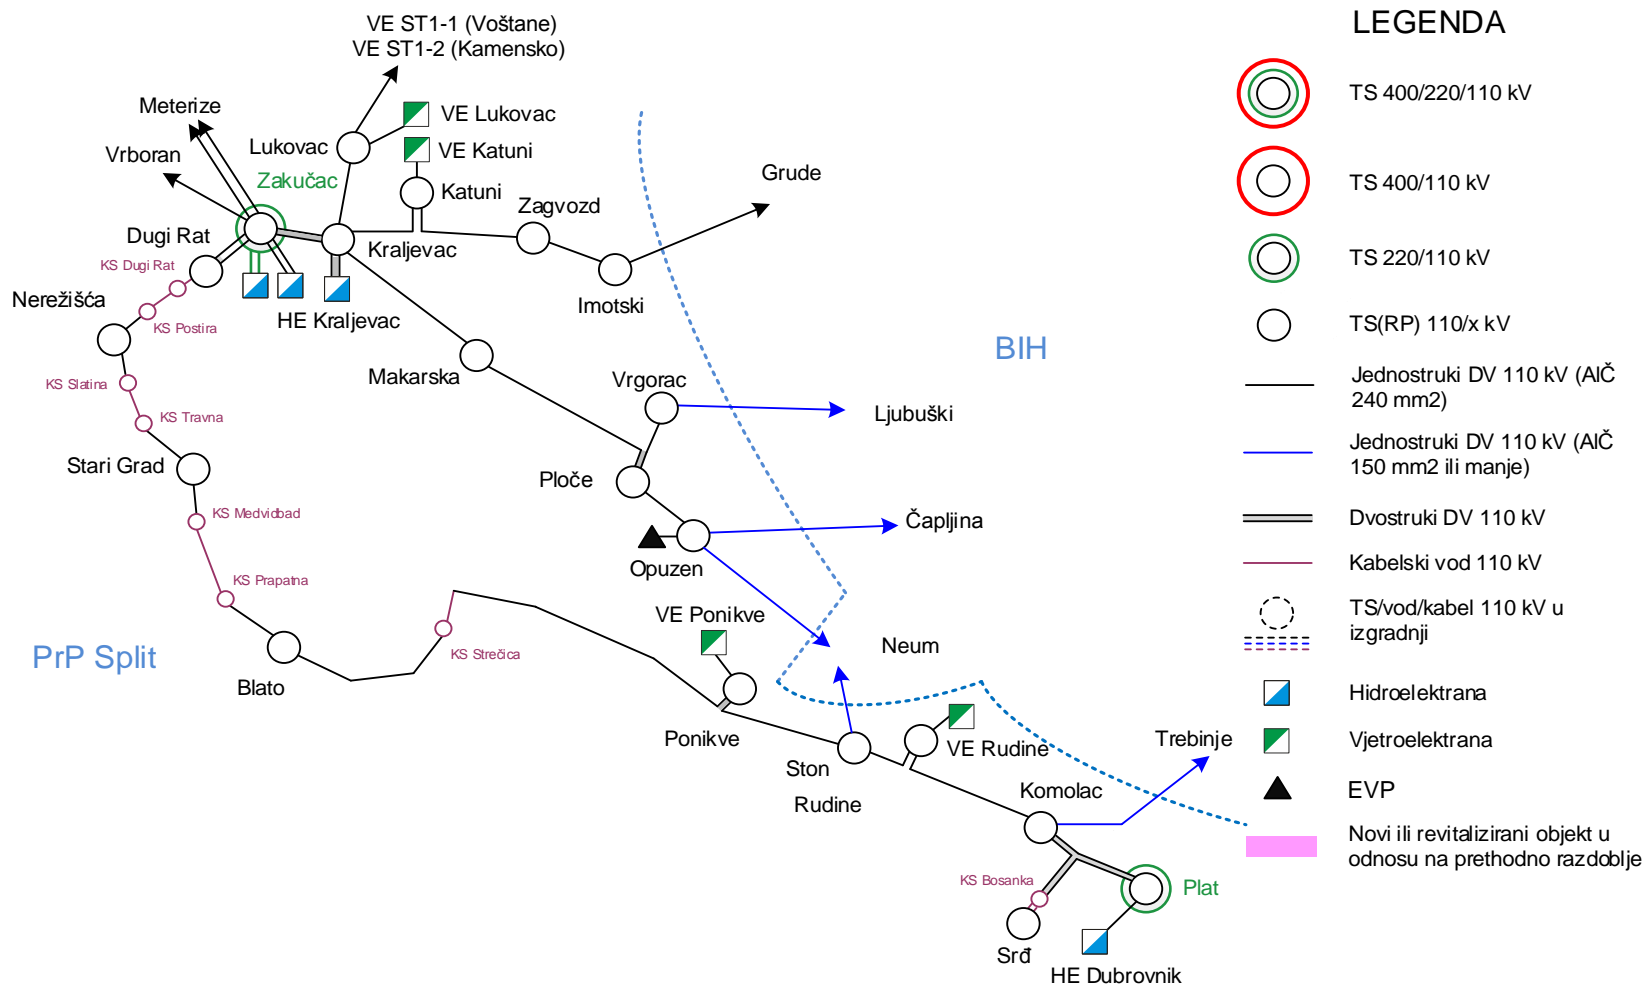 VE ST1-1 (Voštane)
VE ST1-2 (Kamensko)
Meterize
VE Lukovac
Vrboran
Lukovac
VE Katuni
Zakučac
Katuni
Grude
Zagvozd
Dugi Rat
Kraljevac
KS Dugi Rat
Nerežišća
Imotski
HE Kraljevac
KS Postira
BIH
Makarska
Vrgorac
KS Slatina
KS Travna
Ljubuški
Stari Grad
Ploče
KS Medvidbad
Čapljina
Opuzen
KS Prapatna
VE Ponikve
PrP Split
KS Strečica
Neum
Blato
Ponikve
Ston
VE Rudine
Trebinje
Rudine
Komolac
KS Bosanka
Plat
Srđ
HE Dubrovnik
LEGENDA
TS 400/220/110 kV
TS 400/110 kV
TS 220/110 kV
TS(RP) 110/x kV
Jednostruki DV 110 kV (AlČ
240 mm2)
Jednostruki DV 110 kV (AlČ
150 mm2 ili manje)
Dvostruki DV 110 kV
Kabelski vod 110 kV
TS/vod/kabel 110 kV u
izgradnji
Hidroelektrana
Vjetroelektrana
EVP
Novi ili revitalizirani objekt u
odnosu na prethodno razdoblje